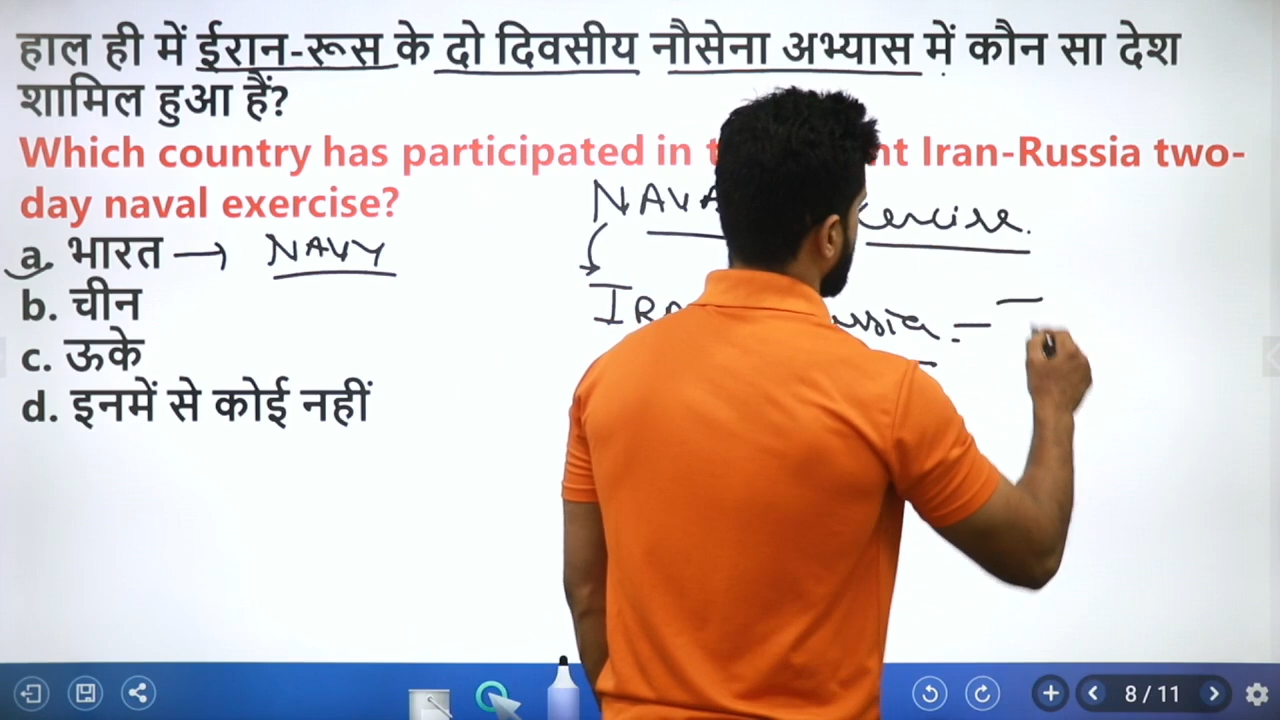 हाल ही में ईरान-रूस के दो दिवसीय नौसेना अभ्यास में कौन सा देश
शामिल हुआ हैं?
Which country has participated in Iran-Russia two-
day naval exercise?
NAVA
a. भारत → NAVY
b. चीन
c. ऊके
d. इनमें से कोई नहीं
8 / 11